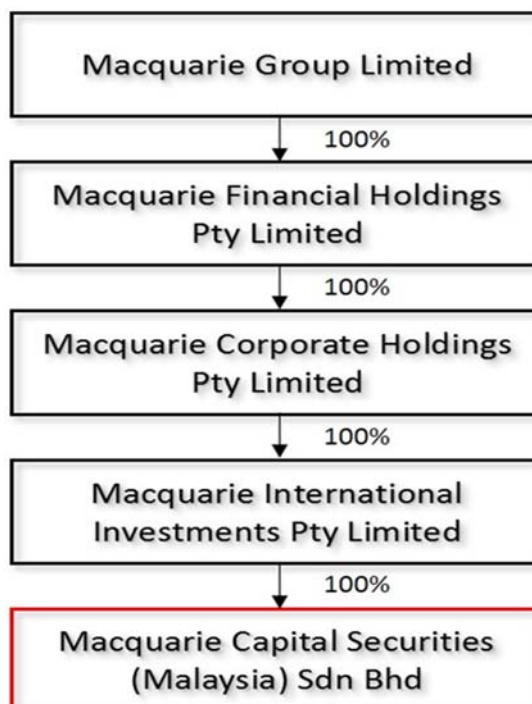 Macquarie Group Limited
100%
Macquarie Financial Holdings
Pty Limited
100%
Macquarie Corporate Holdings
Pty Limited
100%
Macquarie International
Investments Pty Limited
100%
Macquarie Capital Securities
(Malaysia) Sdn Bhd